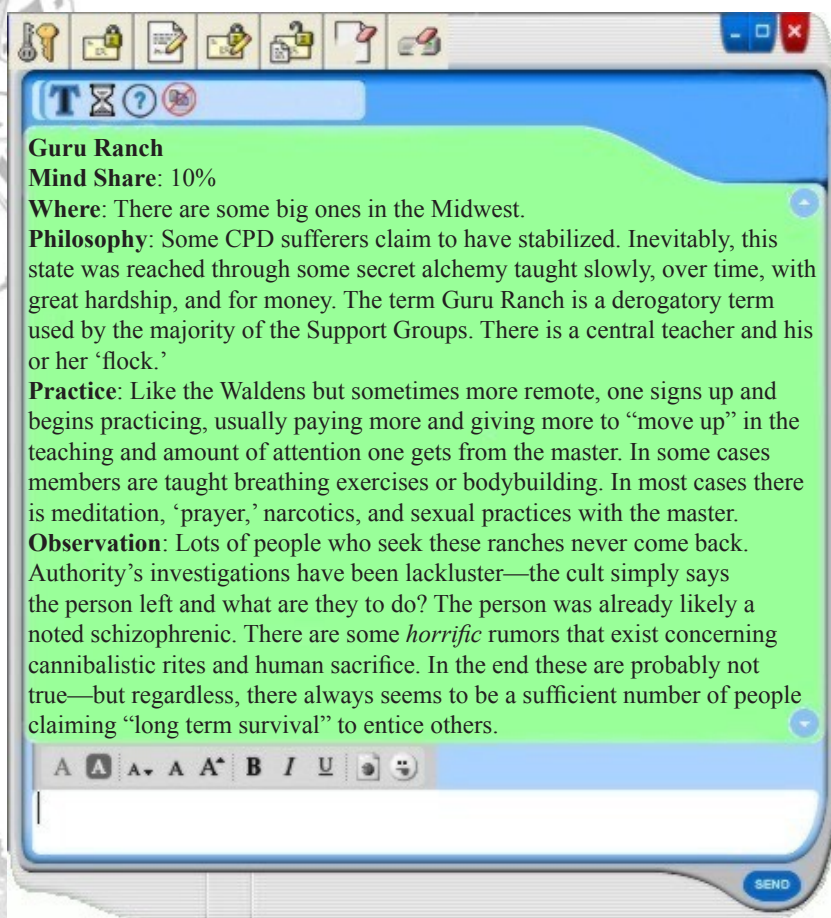 T ?
Guru Ranch
Mind Share: 10%
Where: There are some big ones in the Midwest.
Philosophy: Some CPD sufferers claim to have stabilized. Inevitably, this
state was reached through some secret alchemy taught slowly, over time, with
great hardship, and for money. The term Guru Ranch is a derogatory term
used by the majority of the Support Groups. There is a central teacher and his
or her ‘flock.’
Practice: Like the Waldens but sometimes more remote, one signs up and
begins practicing, usually paying more and giving more to “move up” in the
teaching and amount of attention one gets from the master. In some cases
members are taught breathing exercises or bodybuilding. In most cases there
is meditation, ‘prayer,’ narcotics, and sexual practices with the master.
Observation: Lots of people who seek these ranches never come back.
Authority’s investigations have been lackluster—the cult simply says
the person left and what are they to do? The person was already likely a
noted schizophrenic. There are some horrific rumors that exist concerning
cannibalistic rites and human sacrifice. In the end these are probably not
true—but regardless, there always seems to be a sufficient number of people
claiming “long term survival” to entice others.
A A A A A B I U
SEND